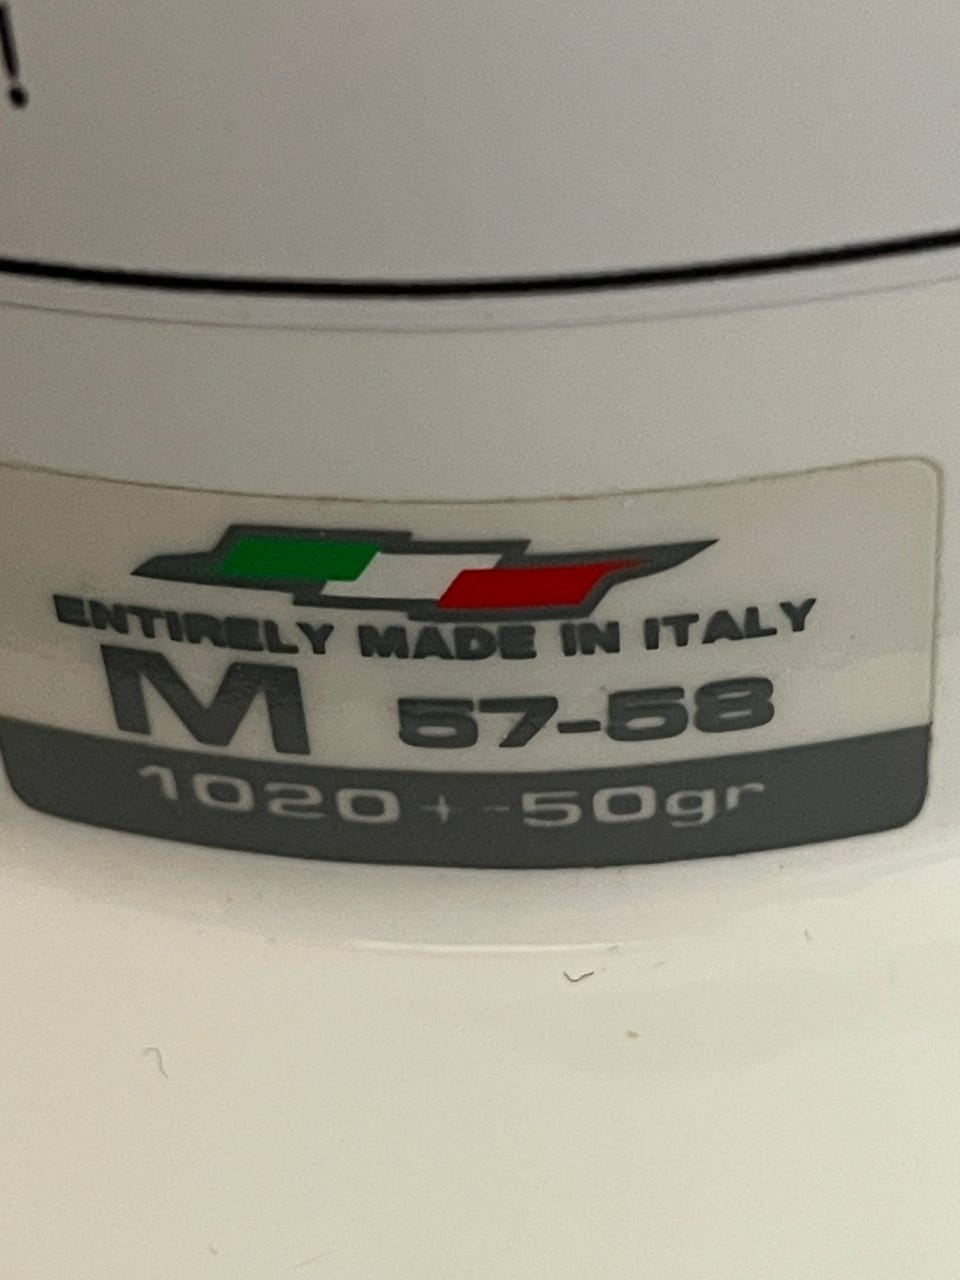 !
ENTIRELY MADE IN ITALY
M 57-58
1020 + -50gr